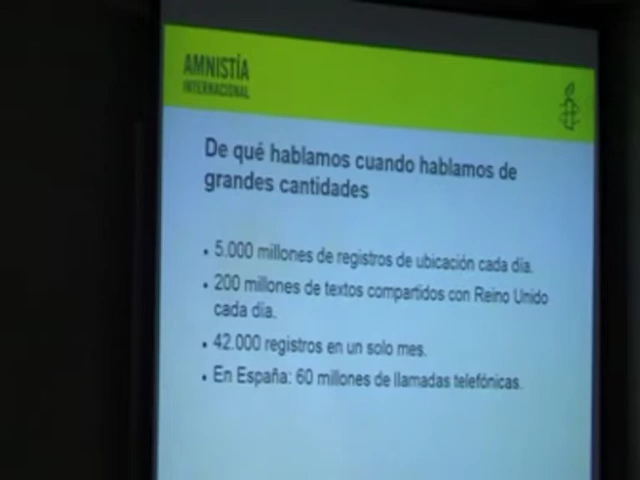 AMNISTÍA
INTERNACIONAL
De qué hablamos cuando hablamos de
grandes cantidades
• 5.000 millones de registros de ubicación cada día.
• 200 millones de textos compartidos con Reino Unido
cada día.
• 42.000 registros en un solo mes.
• En España: 60 millones de llamadas telefónicas.